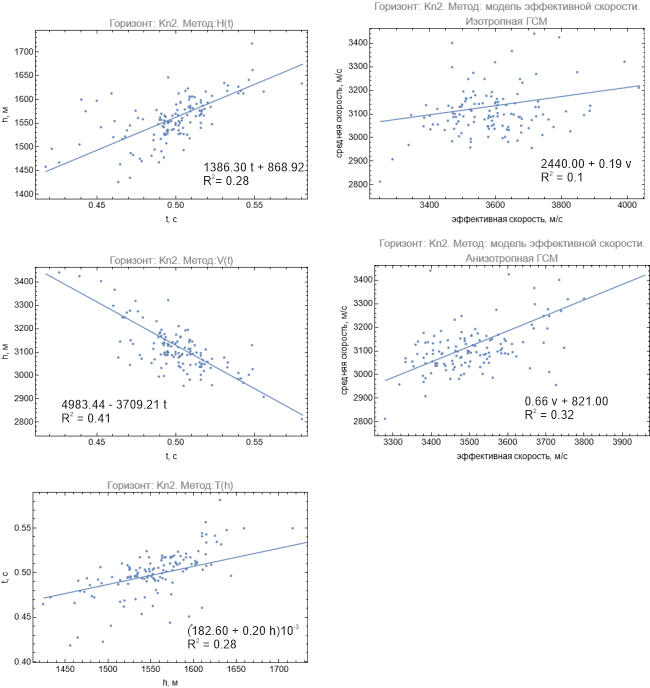 Горизонт: Kn2. Метод:H(t)
1700
1650
1600
1550
1500
1450
1400
h, м
1386.30 t + 868.92
R² = 0.28
0.45
0.50
0.55
t, с
Горизонт: Kn2. Метод: модель эффективной скорости.
Изотропная ГСМ
3400
3300
3200
3100
3000
2900
2800
средняя скорость, м/с
2440.00 + 0.19 v
R² = 0.1
3400
3600
3800
4000
эффективная скорость, м/с
Горизонт: Kn2. Метод:V(t)
3400
3300
3200
3100
3000
2900
2800
h, м
4983.44 - 3709.21 t
R² = 0.41
0.45
0.50
0.55
t, с
Горизонт: Kn2. Метод: модель эффективной скорости.
Анизотропная ГСМ
3400
3300
3200
3100
3000
2900
2800
средняя скорость, м/с
0.66 v + 821.00
R² = 0.32
3300
3400
3500
3600
3700
3800
3900
эффективная скорость, м/с
Горизонт: Kn2. Метод:T(h)
0.55
0.50
0.45
0.40
t, с
(182.60 + 0.20 h)10⁻³
R² = 0.28
1450
1500
1550
1600
1650
1700
h, м